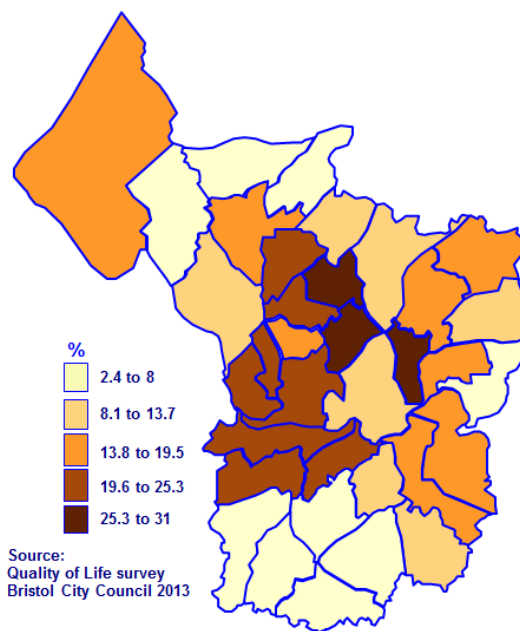 %
2.4 to 8
8.1 to 13.7
13.8 to 19.5
19.6 to 25.3
25.3 to 31
Source:
Quality of Life survey
Bristol City Council 2013